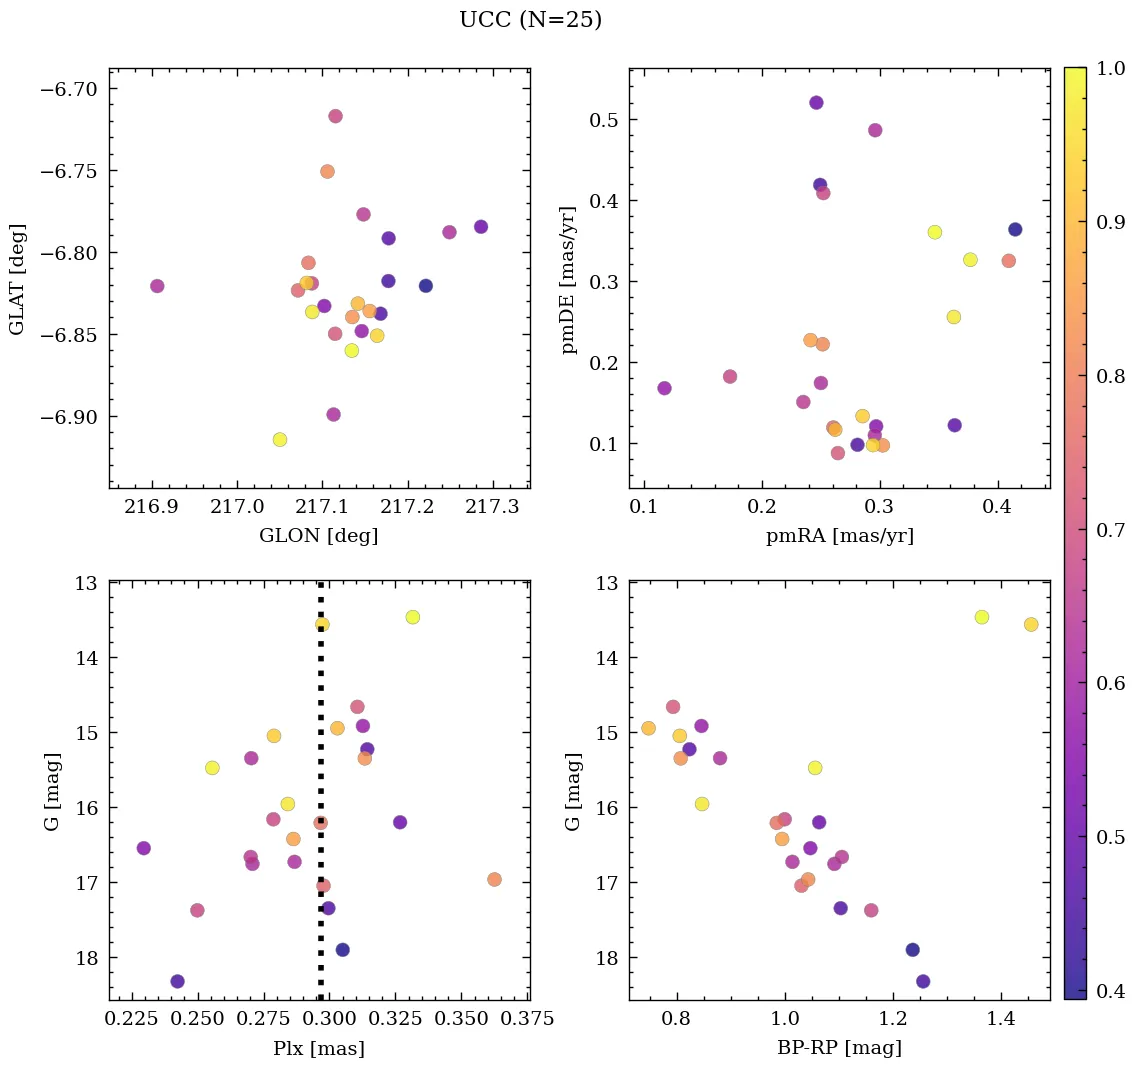 UCC (N=25)
−6.70
−6.75
−6.80
−6.85
−6.90
GLAT [deg]
216.9 217.0 217.1 217.2 217.3
GLON [deg]
0.5
0.4
0.3
0.2
0.1
pmDE [mas/yr]
0.1 0.2 0.3 0.4
pmRA [mas/yr]
13
14
15
16
17
18
G [mag]
0.225 0.250 0.275 0.300 0.325 0.350 0.375
Plx [mas]
13
14
15
16
17
18
G [mag]
0.8 1.0 1.2 1.4
BP-RP [mag]
1.0
0.9
0.8
0.7
0.6
0.5
0.4